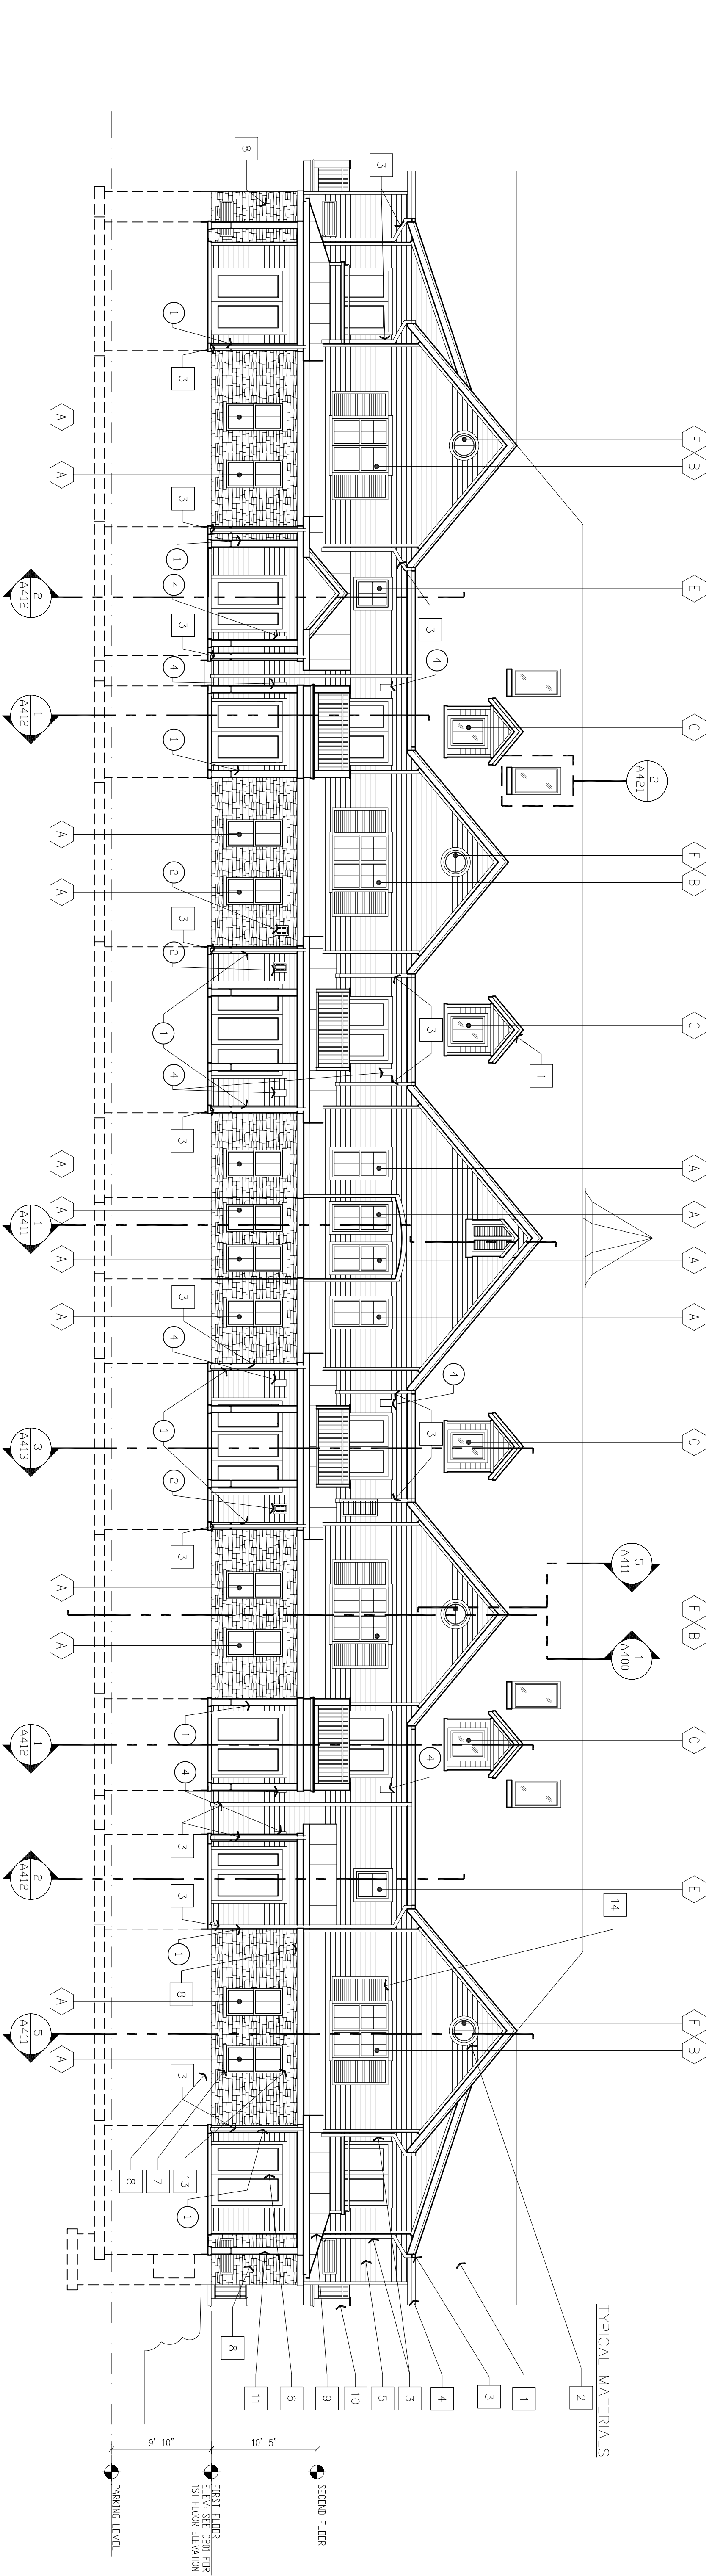 F
B
E
C
F
B
C
A
A
A
A
C
F
B
C
E
F
B
2
A421
5
A411
1
A400
14
TYPICAL MATERIALS
2
1
1
3
4
3
4
3
3
4
3
4
3
5
10
9
SECOND FLOOR
6
11
8
8
10'-5"
FIRST FLOOR
ELEV: SEE C201 FOR
1ST FLOOR ELEVATION
1
3
3
1
4
3
4
1
2
3
2
1
4
3
3
4
1
2
3
1
4
3
3
1
8
3
13
7
8
1
9'-10"
PARKING LEVEL
A
A
2
A412
1
A412
A
A
A
A
1
A411
A
A
3
A413
A
A
1
A412
2
A412
A
5
A411
A